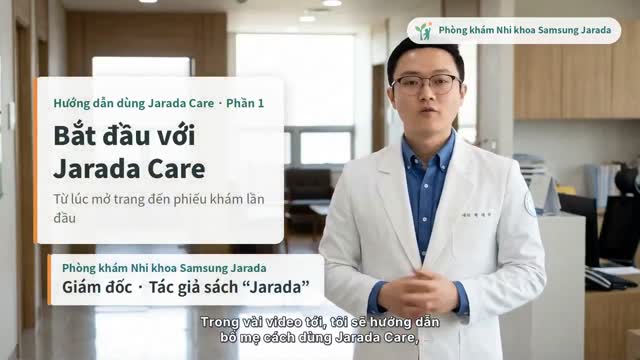 Phòng khám Nhi khoa Samsung Jarada
Hướng dẫn dùng Jarada Care · Phần 1
Bắt đầu với
Jarada Care
Từ lúc mở trang đến phiếu khám lần
đầu
Phòng khám Nhi khoa Samsung Jarada
Giám đốc · Tác giả sách “Jarada”
Trong vài video tới, tôi sẽ hướng dẫn
bố mẹ cách dùng Jarada Care,